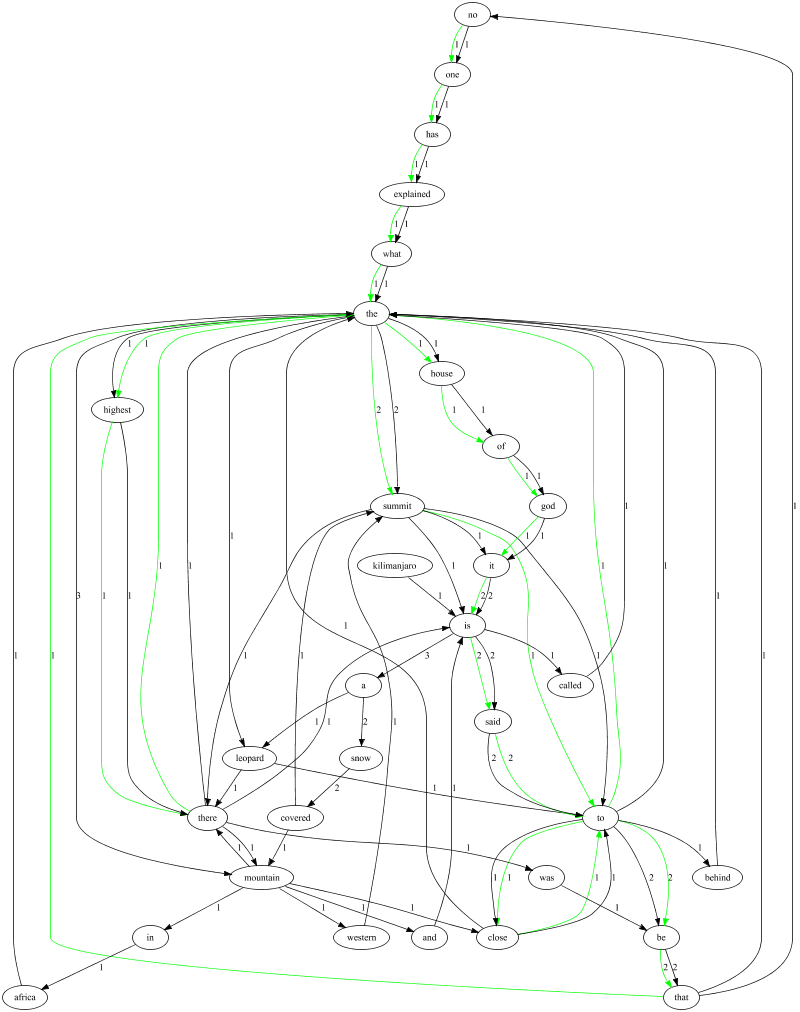 no
1 1
one
1 1
has
1 1
explained
1 1
what
1 1
the
1 1 1 1
house
highest
2 2 1 1
of
1 1
summit
god
1 1 1
kilimanjaro
it
1 1 3 1 1 1 1 1 1 1 1 1 2 2
is
1 1 1 1 1 3 2 2 1
a
called
said
1 2 2 2
leopard
snow
1 2 1
there
covered
to
1 1 1 1 1 1 1 2 2 1
mountain
was
behind
1 1 1 1 1
in
western
and
close
be
1 2 2
africa
that